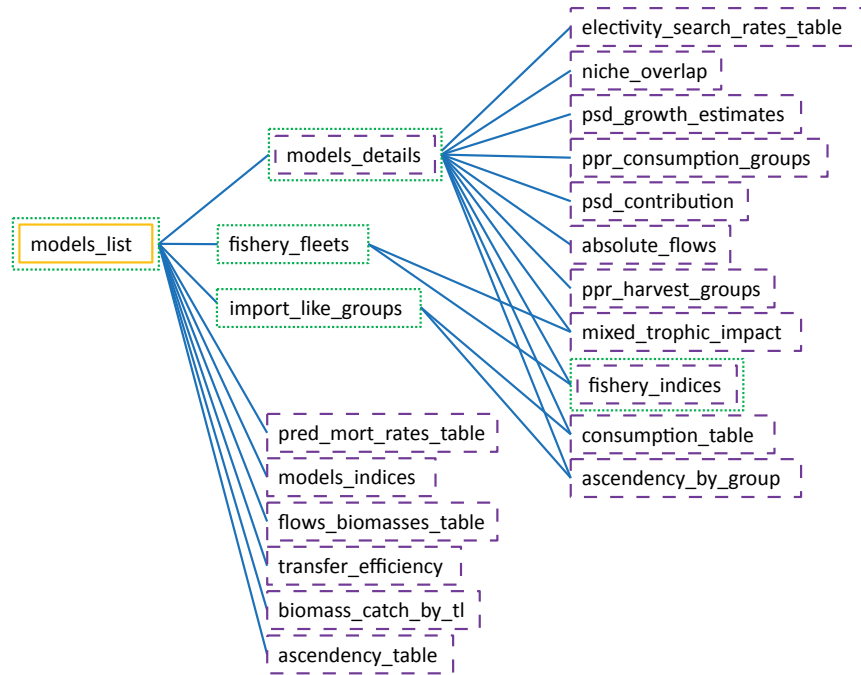 electivity_search_rates_table
niche_overlap
psd_growth_estimates
models_details
ppr_consumption_groups
psd_contribution
models_list
fishery_fleets
absolute_flows
ppr_harvest_groups
import_like_groups
mixed_trophic_impact
fishery_indices
pred_mort_rates_table
consumption_table
models_indices
ascendency_by_group
flows_biomasses_table
transfer_efficiency
biomass_catch_by_tl
ascendency_table